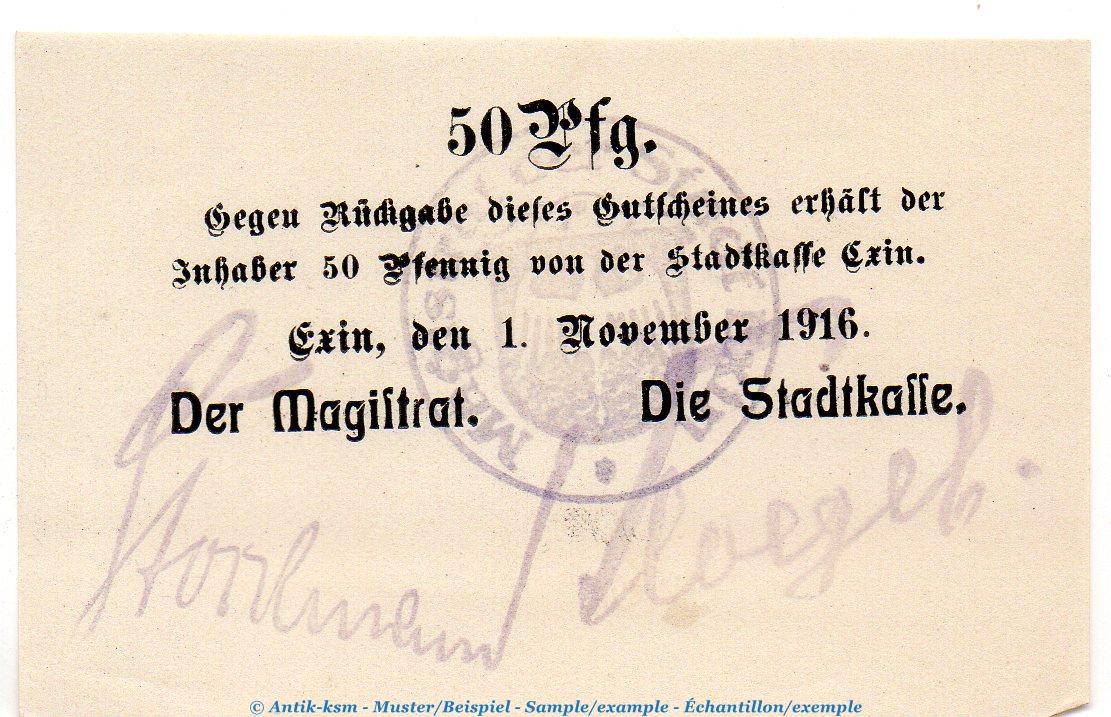 50 Pfg.
Gegen Rückgabe dieses Gutscheines erhält der
Inhaber 50 Pfennig von der Stadtkasse Exin.
Exin, den 1. November 1916.
Der Magistrat. Die Stadtkasse.
© Antik-ksm - Muster/Beispiel - Sample/example - Échantillon/exemple